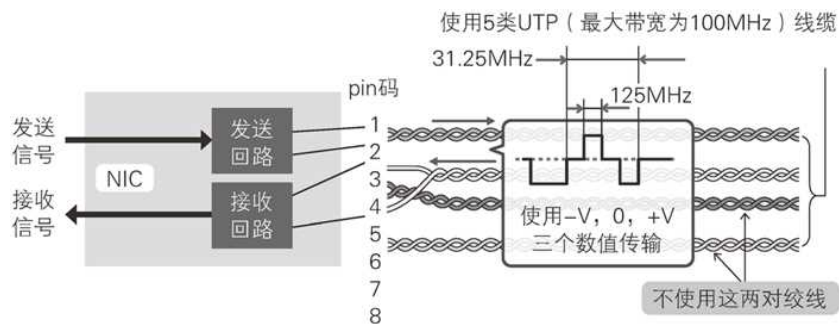 使用5类UTP（最大带宽为100MHz）线缆
31.25MHz
125MHz
pin码
发送
信号
发送
回路
NIC
接收
信号
接收
回路
1
2
3
4
5
6
7
8
使用-V，0，+V
三个数值传输
不使用这两对绞线